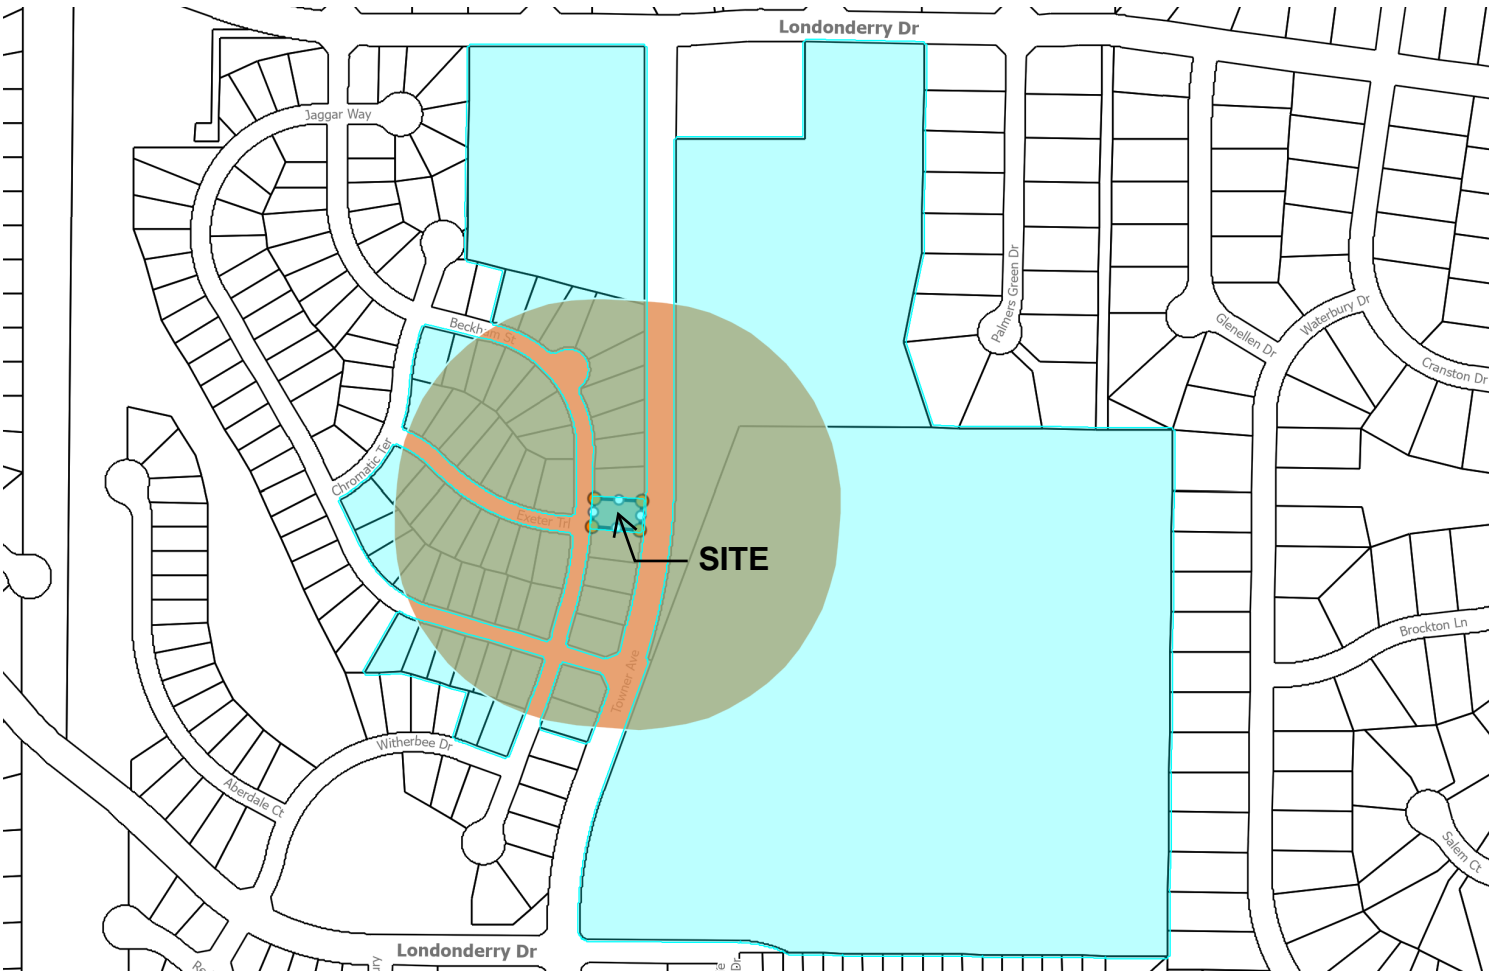 Londonderry Dr
Jaggar Way
Palmers Green Dr
Beckham St
Glenellen Dr
Waterbury Dr
Cranston Dr
Chromatic Ter
Exeter Trl
SITE
Brockton Ln
Towner Ave
Witherbee Dr
Aberdale Ct
Salem Ct
Londonderry Dr
Dr